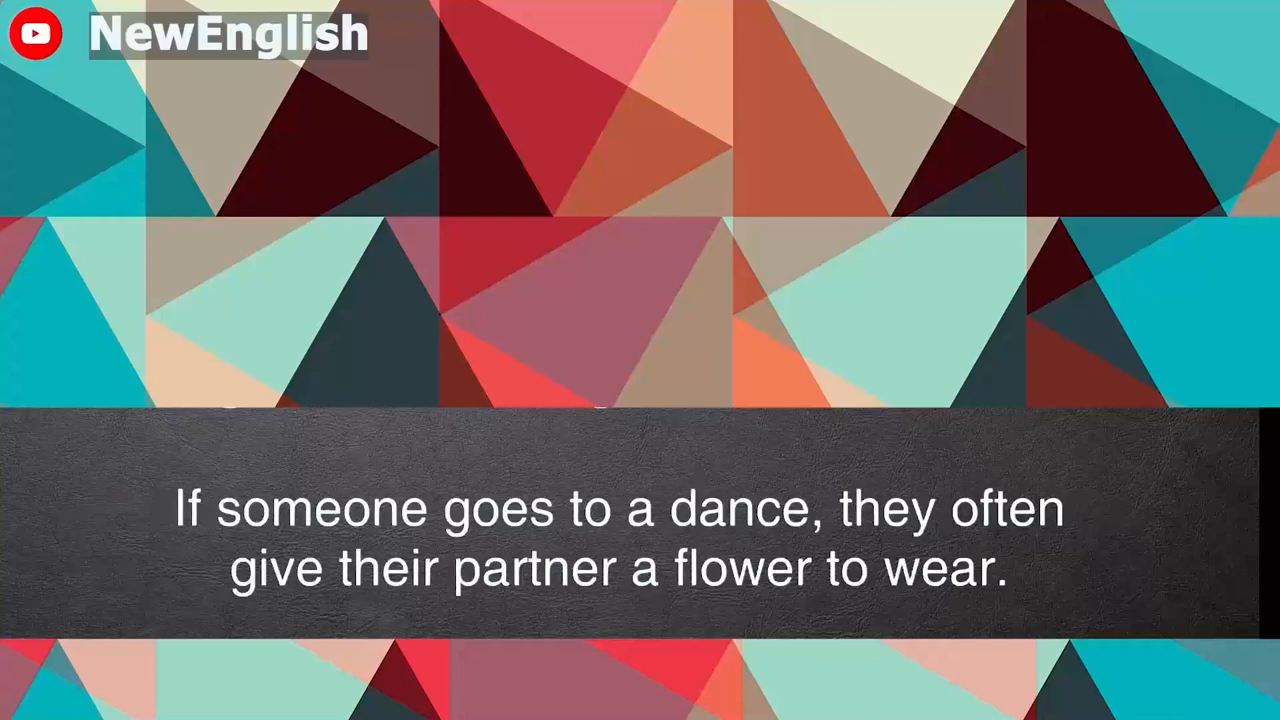 NewEnglish
If someone goes to a dance, they often
give their partner a flower to wear.